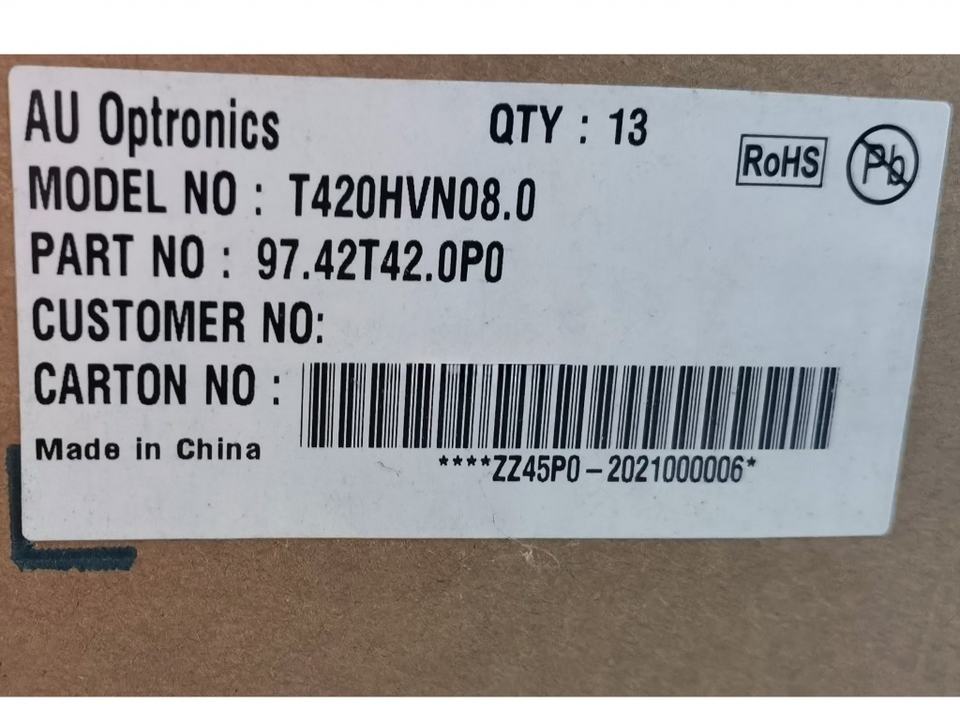 AU Optronics QTY : 13
RoHS Pb
MODEL NO : T420HVN08.0
PART NO : 97.42T42.0P0
CUSTOMER NO:
CARTON NO :
Made in China
****ZZ45P0-2021000006*